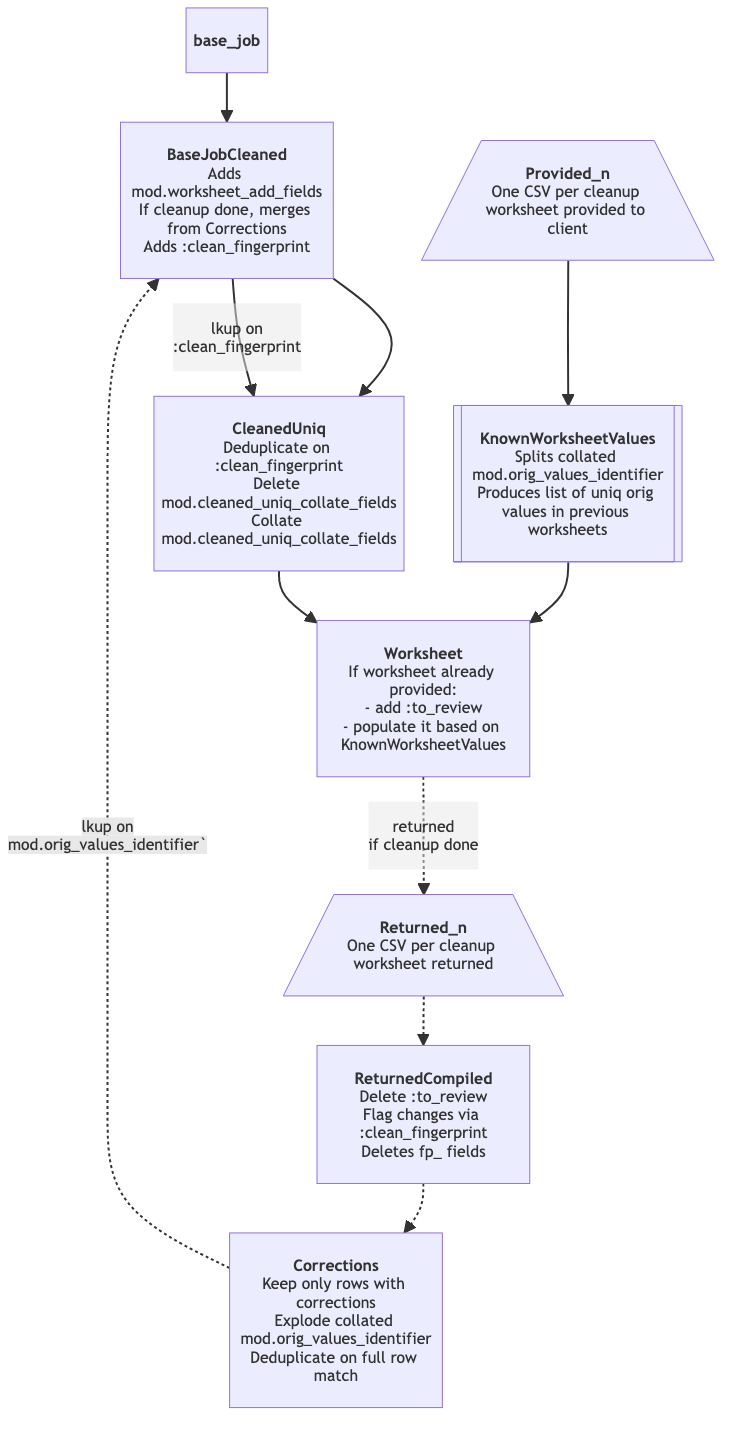 base_job
BaseJobCleaned
Adds
mod.worksheet_add_fields
If cleanup done, merges
from Corrections
Adds :clean_fingerprint
Provided_n
One CSV per cleanup
worksheet provided to
client
lkup on
:clean_fingerprint
CleanedUniq
Deduplicate on
:clean_fingerprint
Delete
mod.cleaned_uniq_collate_fields
Collate
mod.cleaned_uniq_collate_fields
KnownWorksheetValues
Splits collated
mod.orig_values_identifier
Produces list of uniq orig
values in previous
worksheets
Worksheet
If worksheet already
provided:
- add :to_review
- populate it based on
KnownWorksheetValues
lkup on
mod.orig_values_identifier`
returned
if cleanup done
Returned_n
One CSV per cleanup
worksheet returned
ReturnedCompiled
Delete :to_review
Flag changes via
:clean_fingerprint
Deletes fp_ fields
Corrections
Keep only rows with
corrections
Explode collated
mod.orig_values_identifier
Deduplicate on full row
match